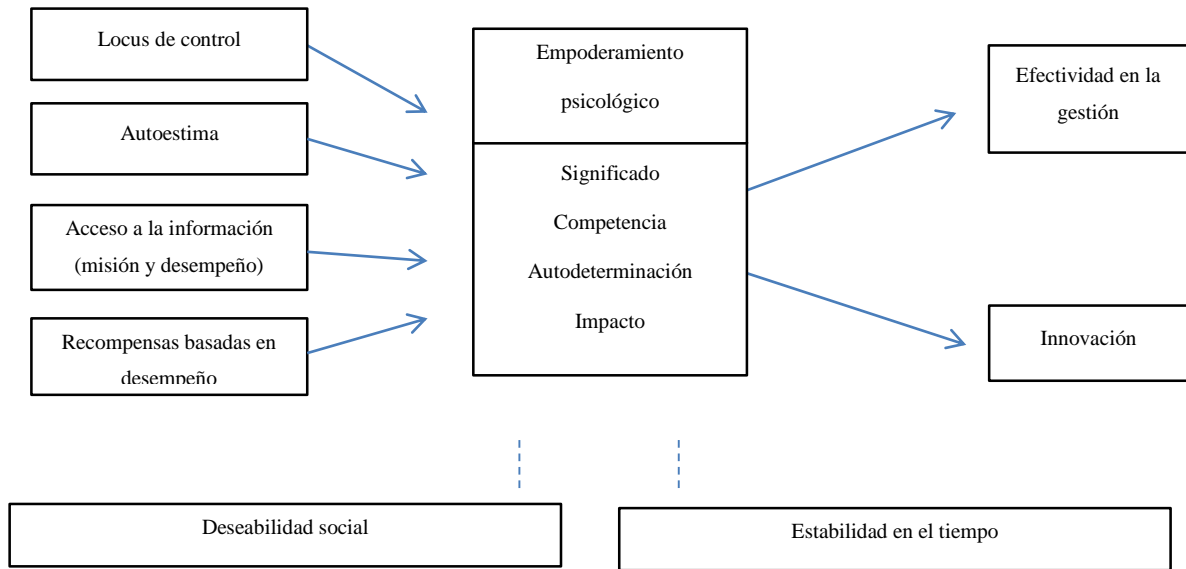 Locus de control
Autoestima
Acceso a la información
(misión y desempeño)
Recompensas basadas en
desempeño
Empoderamiento
psicológico
Significado
Competencia
Autodeterminación
Impacto
Efectividad en la
gestión
Innovación
Deseabilidad social
Estabilidad en el tiempo